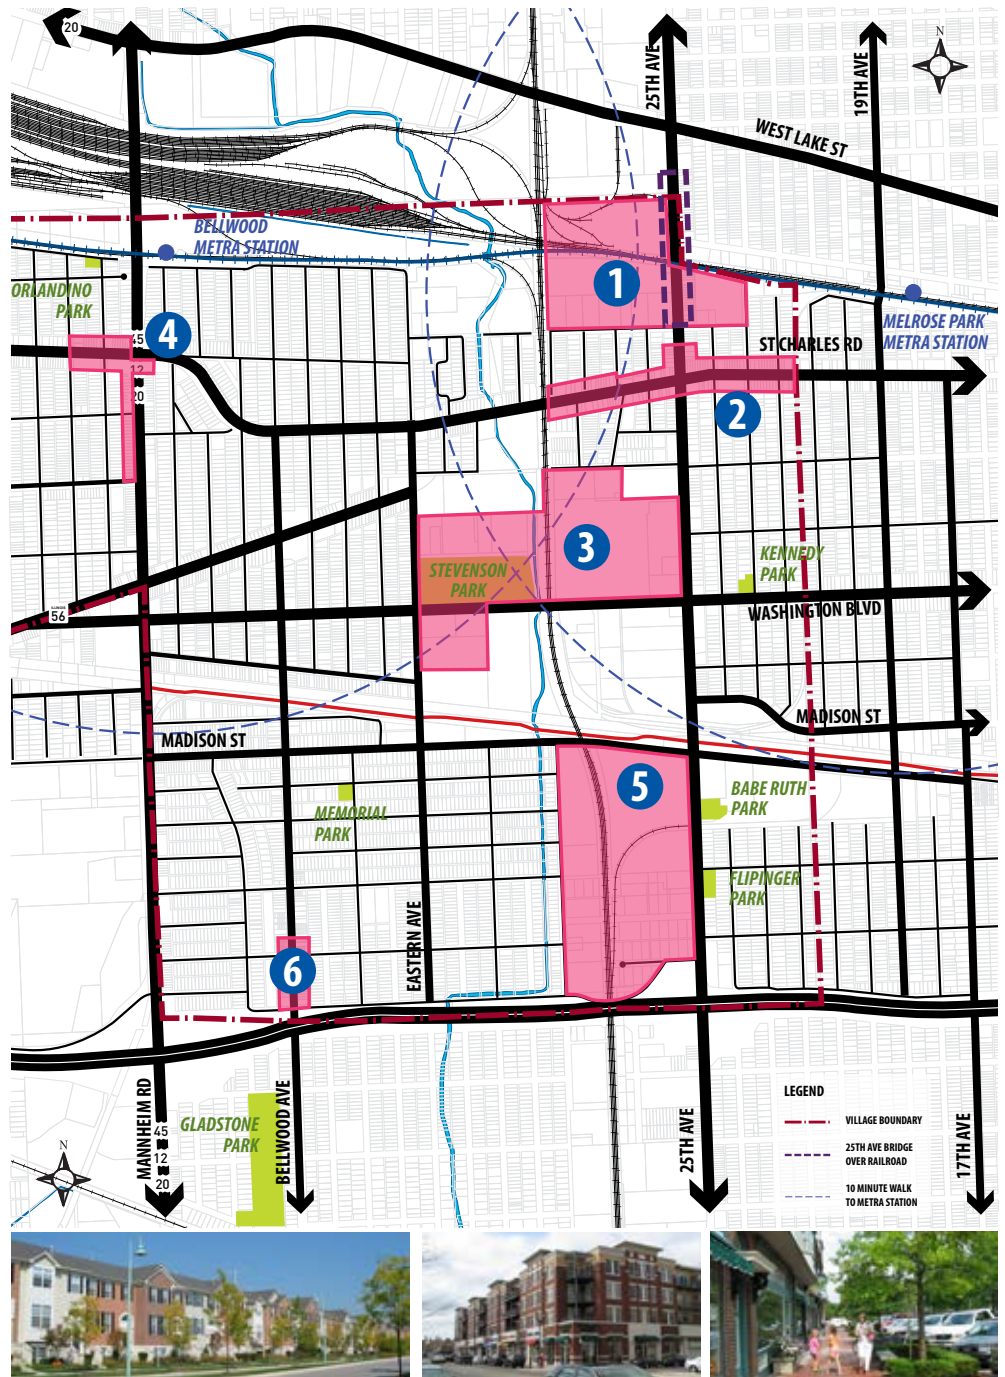 20
N
25TH AVE
19TH AVE
WEST LAKE ST
BELLWOOD
METRA STATION
ORLANDINO
PARK
1
MELROSE PARK
METRA STATION
4
45
12
20
ST CHARLES RD
2
3
STEVENSON
PARK
KENNEDY
PARK
ILLINOIS
56
WASHINGTON BLVD
MADISON ST
MADISON ST
5
BABE RUTH
PARK
MEMORIAL
PARK
FLIPINGER
PARK
EASTERN AVE
6
MANNHEIM RD
45
12
20
GLADSTONE
PARK
BELLWOOD AVE
25TH AVE
17TH AVE
N
LEGEND
VILLAGE BOUNDARY
25TH AVE BRIDGE
OVER RAILROAD
10 MINUTE WALK
TO METRA STATION